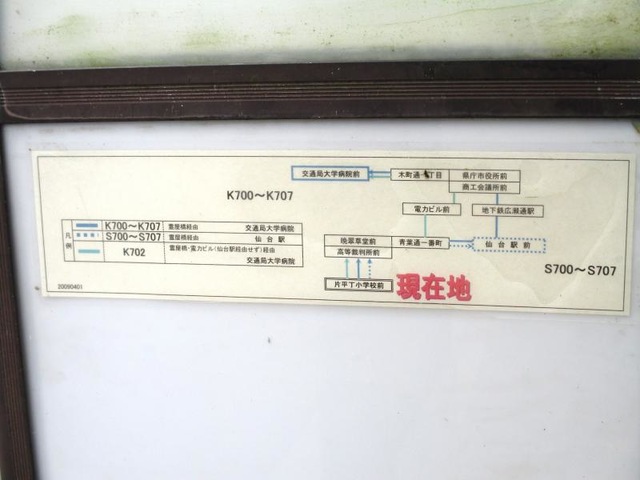 交通局大学病院前
木町通一丁目
県庁市役所前
商工会議所前
K700～K707
電力ビル前
地下鉄広瀬通駅
凡例
K700～K707 霊屋橋経由 交通局大学病院
S700～S707 霊屋橋経由 仙台駅
K702 霊屋橋・電力ビル(仙台駅経由せず)経由
交通局大学病院
晩翠草堂前
高等裁判所前
青葉通一番町
仙台駅前
S700～S707
片平丁小学校前
現在地
20090401